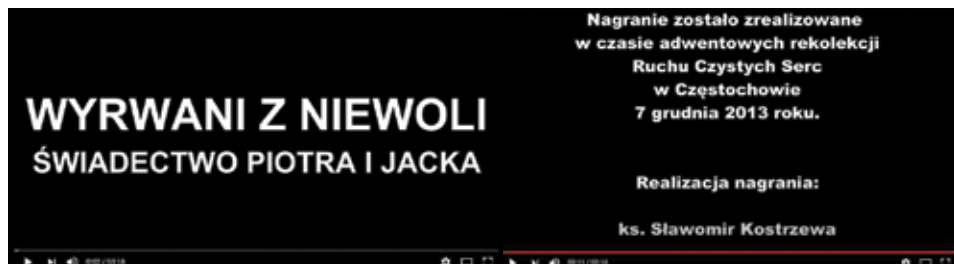 WYRWANI Z NIEWOLI
ŚWIADECTWO PIOTRA I JACKA
Nagranie zostało zrealizowane
w czasie adwentowych rekolekcji
Ruchu Czystych Serc
w Częstochowie
7 grudnia 2013 roku.
Realizacja nagrania:
ks. Sławomir Kostrzewa